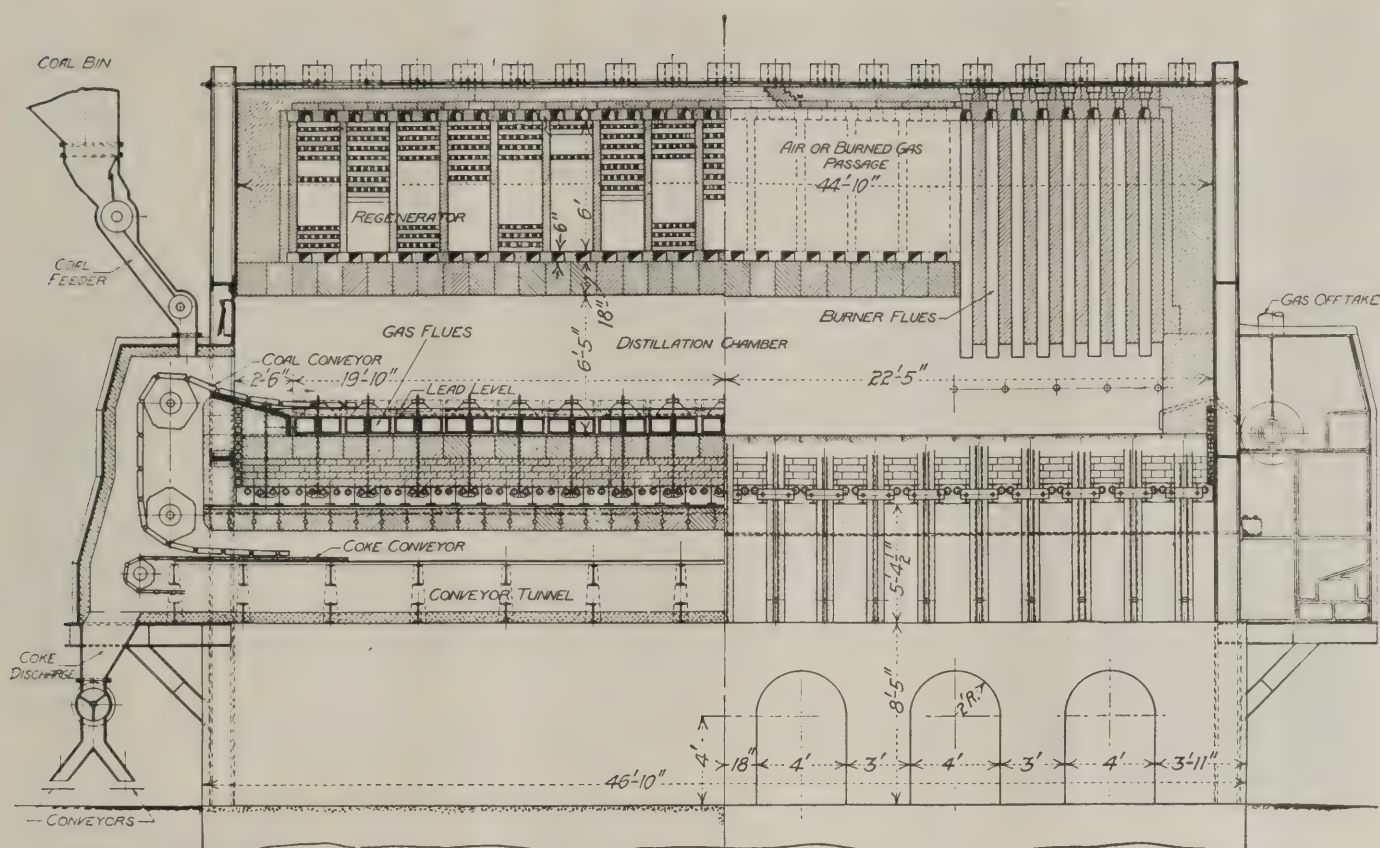 COAL BIN
COAL
FEEDER
AIR OR BURNED GAS
PASSAGE
44'-10"
REGENERATOR
6"
6'
18"
6'-5"
GAS FLUES
BURNER FLUES
GAS OFFTAKE
DISTILLATION CHAMBER
COAL CONVEYOR
2'-6"
19'-10"
22'-5"
LEAD LEVEL
COKE CONVEYOR
5'-4½"
CONVEYOR TUNNEL
COKE
DISCHARGE
8'-5"
2'R.
4'
18"
4'
3'
4'
3'
4'
3'-11"
46'-10"
CONVEYORS